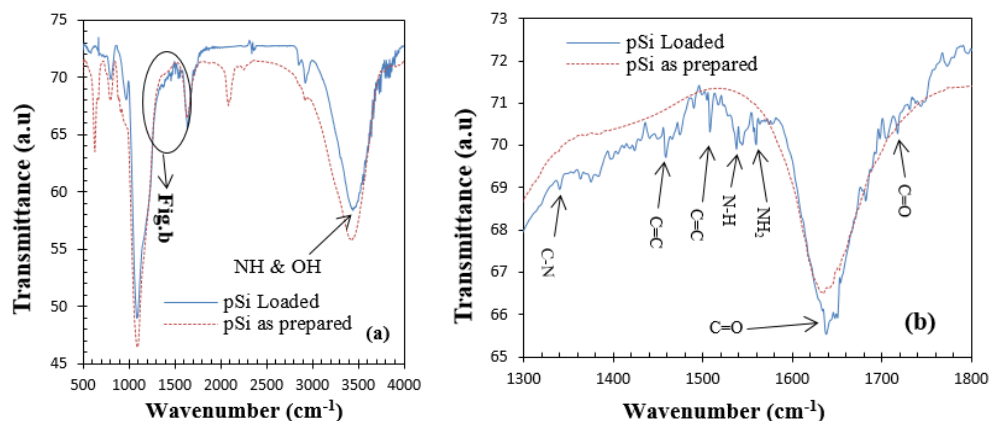 75
70
65
60
55
50
45
Transmittance (a.u)
Fig.b
NH & OH
pSi Loaded
pSi as prepared
(a)
500 1000 1500 2000 2500 3000 3500 4000
Wavenumber (cm-1)
73
72
71
70
69
68
67
66
65
Transmittance (a.u)
pSi Loaded
pSi as prepared
C-N
C=C
C=C
N-H
NH2
C=O
C=O
(b)
1300 1400 1500 1600 1700 1800
Wavenumber (cm-1)